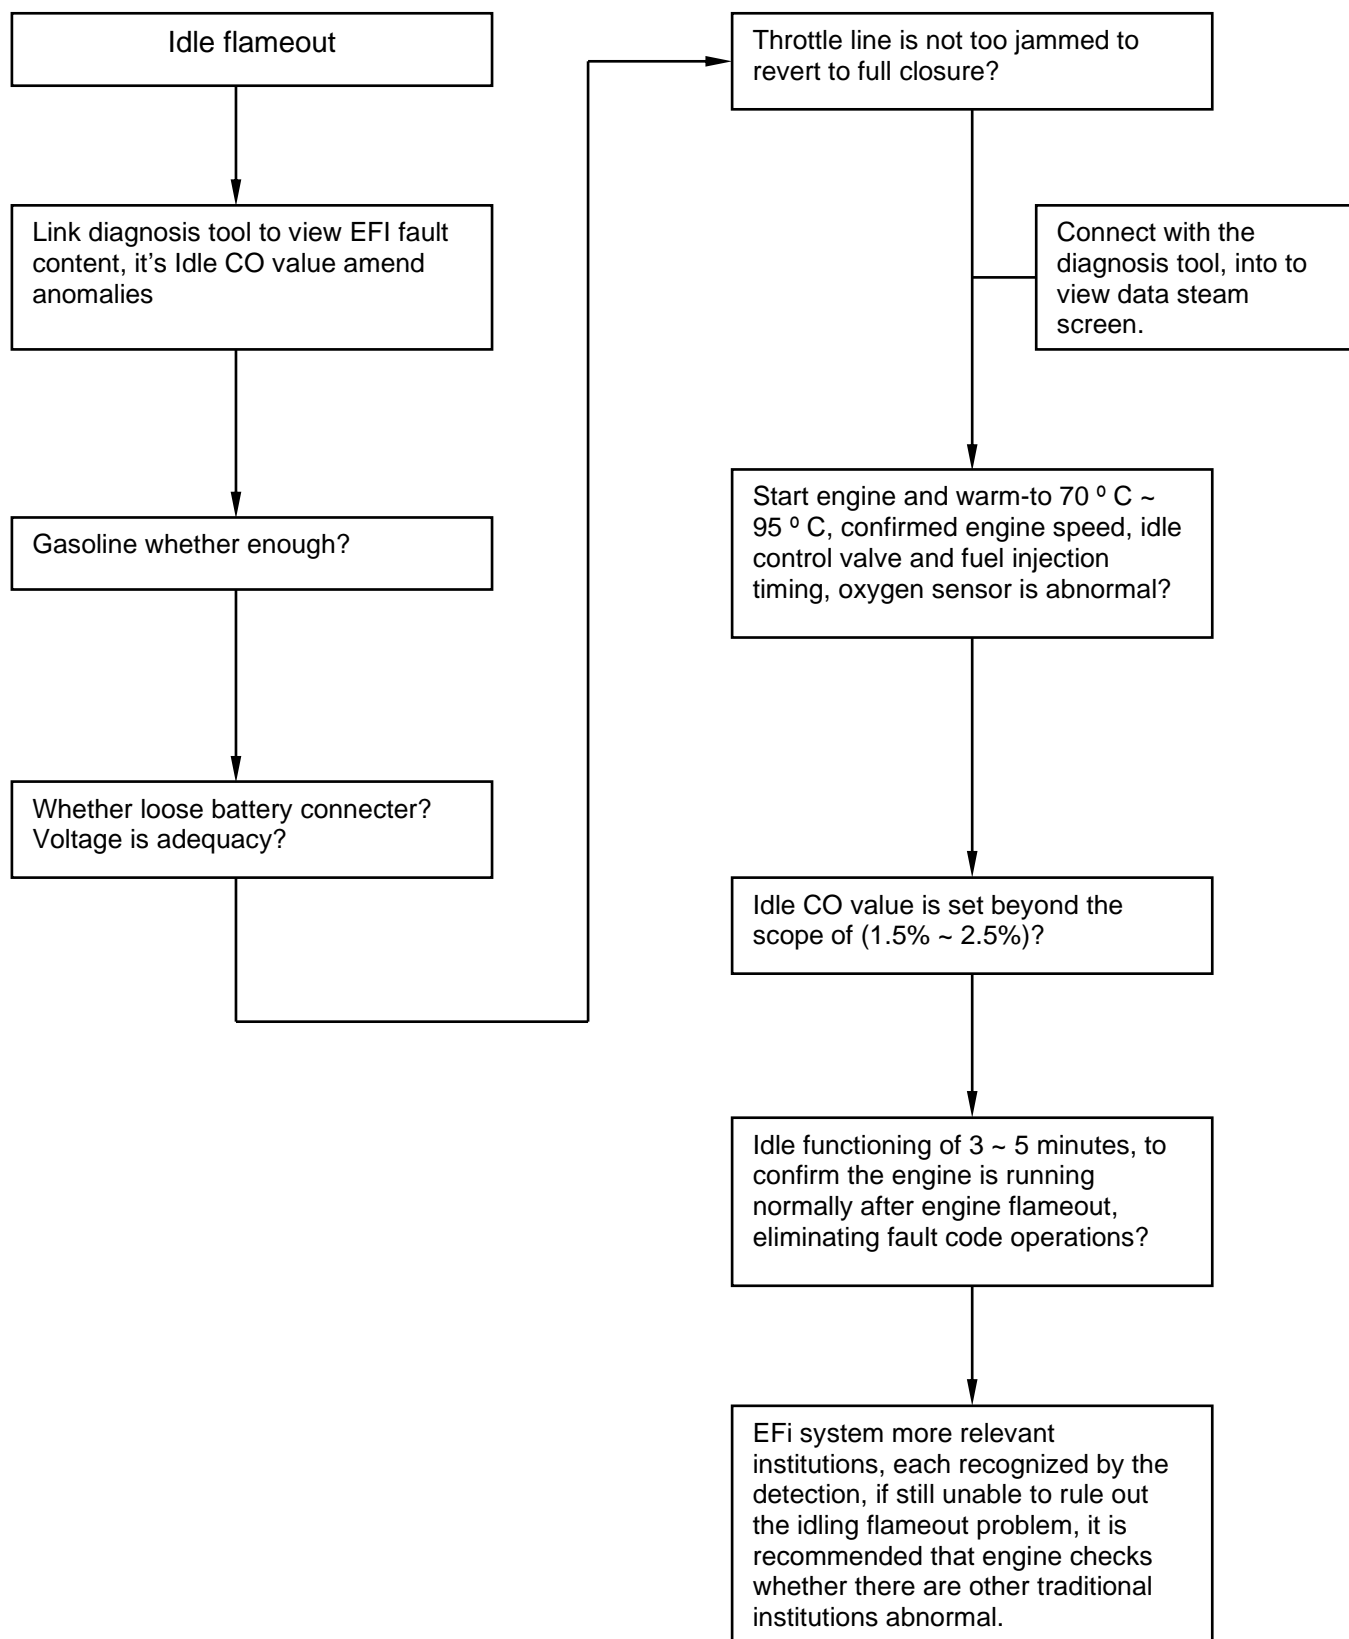 Idle flameout
Link diagnosis tool to view EFI fault
content, it's Idle CO value amend
anomalies
Gasoline whether enough?
Whether loose battery connecter?
Voltage is adequacy?
Throttle line is not too jammed to
revert to full closure?
Connect with the
diagnosis tool, into to
view data steam
screen.
Start engine and warm-to 70 º C ~
95 º C, confirmed engine speed, idle
control valve and fuel injection
timing, oxygen sensor is abnormal?
Idle CO value is set beyond the
scope of (1.5% ~ 2.5%)?
Idle functioning of 3 ~ 5 minutes, to
confirm the engine is running
normally after engine flameout,
eliminating fault code operations?
EFi system more relevant
institutions, each recognized by the
detection, if still unable to rule out
the idling flameout problem, it is
recommended that engine checks
whether there are other traditional
institutions abnormal.